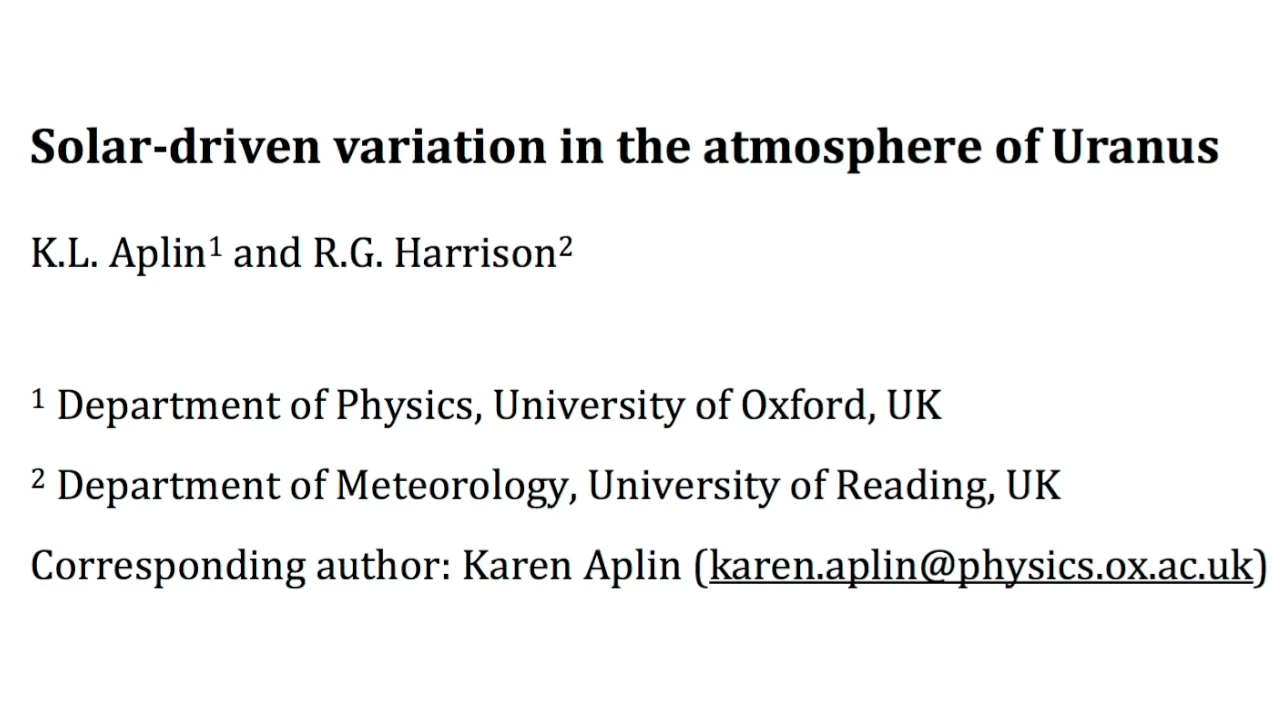 Solar-driven variation in the atmosphere of Uranus
K.L. Aplin¹ and R.G. Harrison²
¹ Department of Physics, University of Oxford, UK
² Department of Meteorology, University of Reading, UK
Corresponding author: Karen Aplin (karen.aplin@physics.ox.ac.uk)